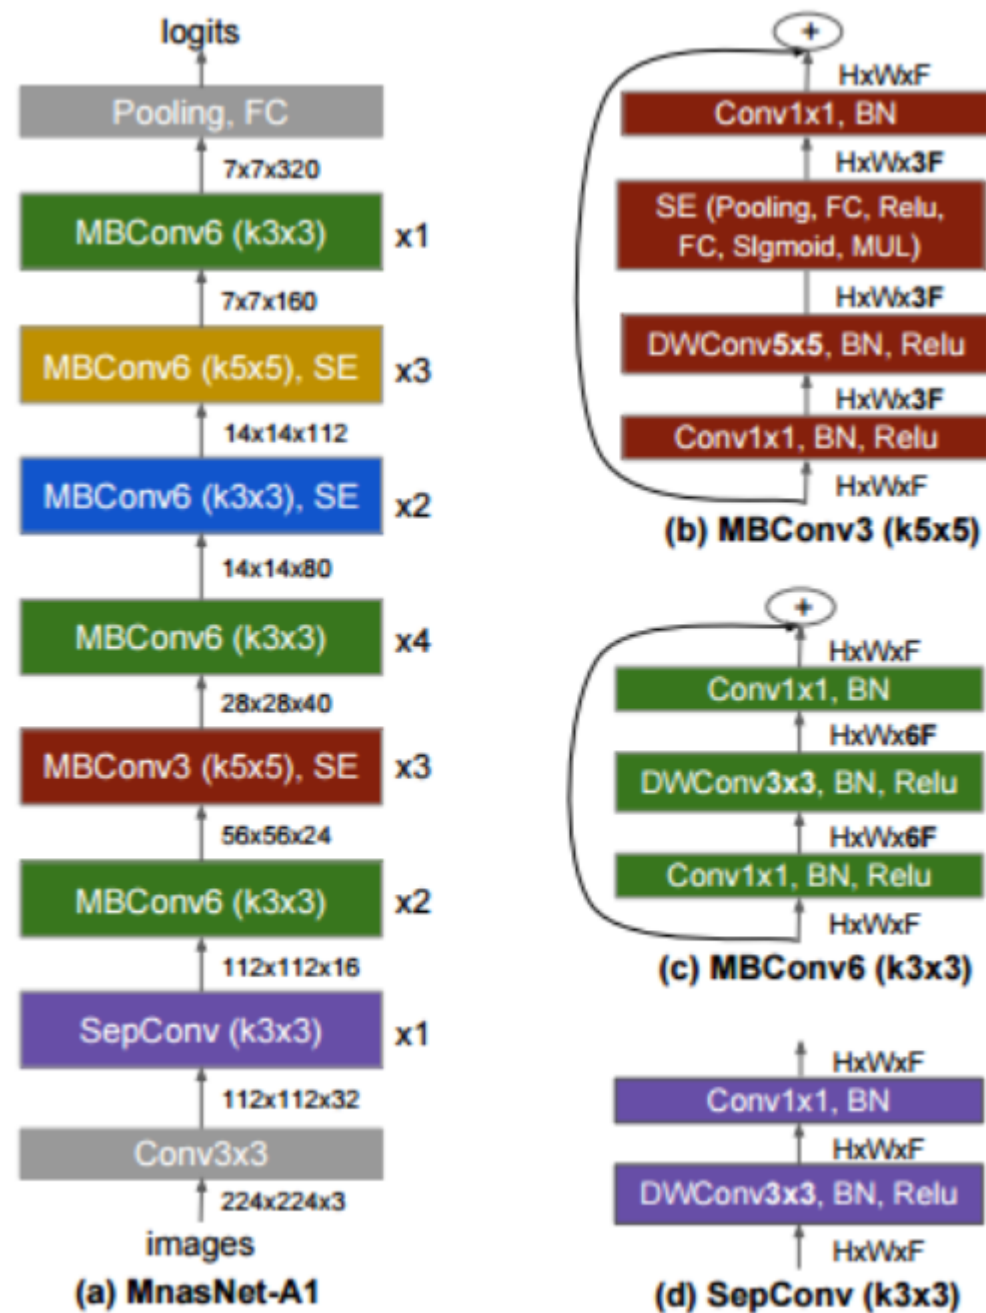 logits
Pooling, FC
7x7x320
MBConv6 (k3x3) x1
7x7x160
MBConv6 (k5x5), SE x3
14x14x112
MBConv6 (k3x3), SE x2
14x14x80
MBConv6 (k3x3) x4
28x28x40
MBConv3 (k5x5), SE x3
56x56x24
MBConv6 (k3x3) x2
112x112x16
SepConv (k3x3) x1
112x112x32
Conv3x3
224x224x3
images
(a) MnasNet-A1
+
HxWxF
Conv1x1, BN
HxWx3F
SE (Pooling, FC, Relu,
FC, SIgmoid, MUL)
HxWx3F
DWConv5x5, BN, Relu
HxWx3F
Conv1x1, BN, Relu
HxWxF
(b) MBConv3 (k5x5)
+
HxWxF
Conv1x1, BN
HxWx6F
DWConv3x3, BN, Relu
HxWx6F
Conv1x1, BN, Relu
HxWxF
(c) MBConv6 (k3x3)
HxWxF
Conv1x1, BN
HxWxF
DWConv3x3, BN, Relu
HxWxF
(d) SepConv (k3x3)